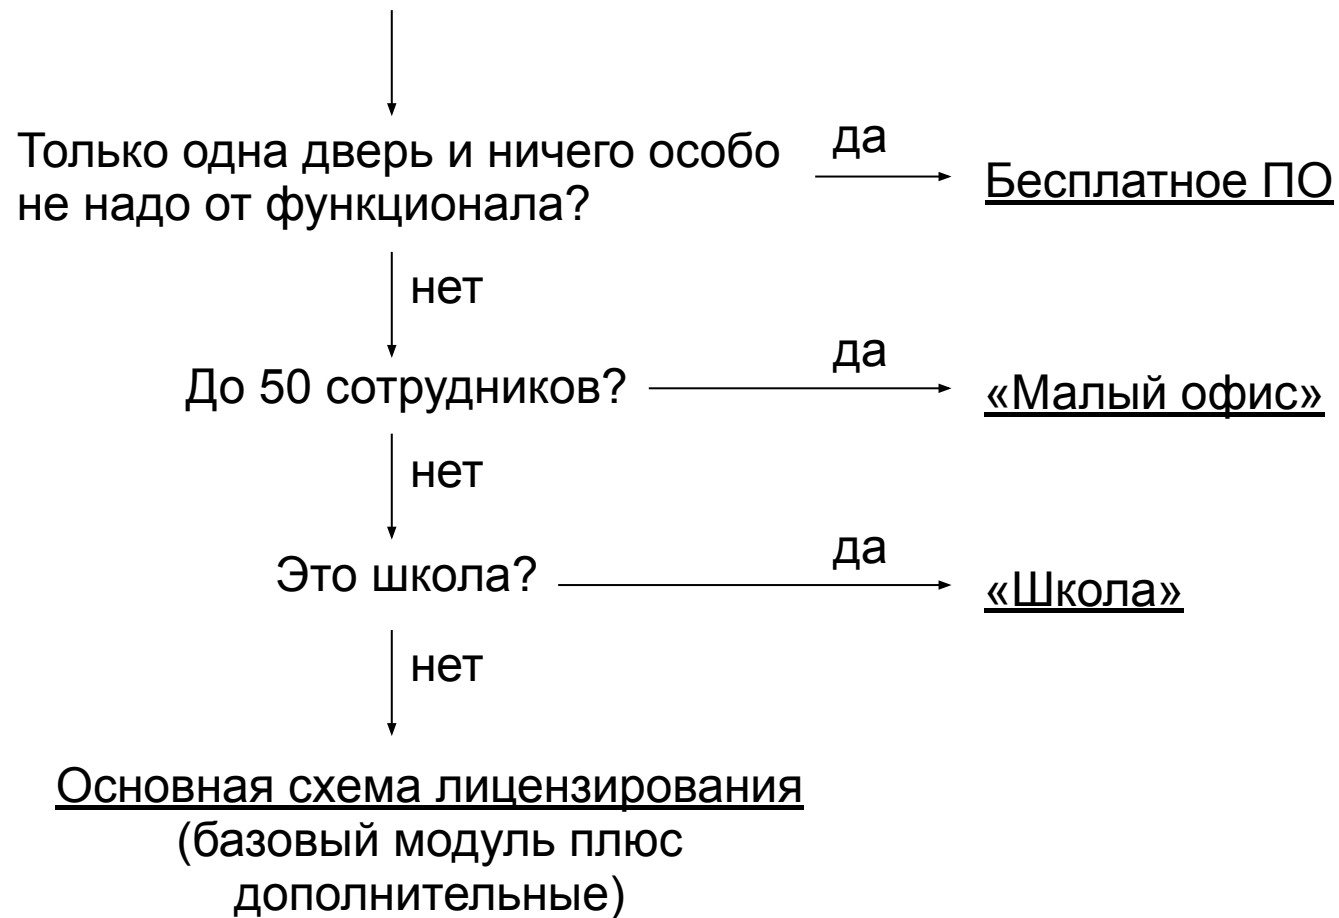 Только одна дверь и ничего особо
не надо от функционала?
да
Бесплатное ПО
нет
До 50 сотрудников?
да
«Малый офис»
нет
Это школа?
да
«Школа»
нет
Основная схема лицензирования
(базовый модуль плюс
дополнительные)